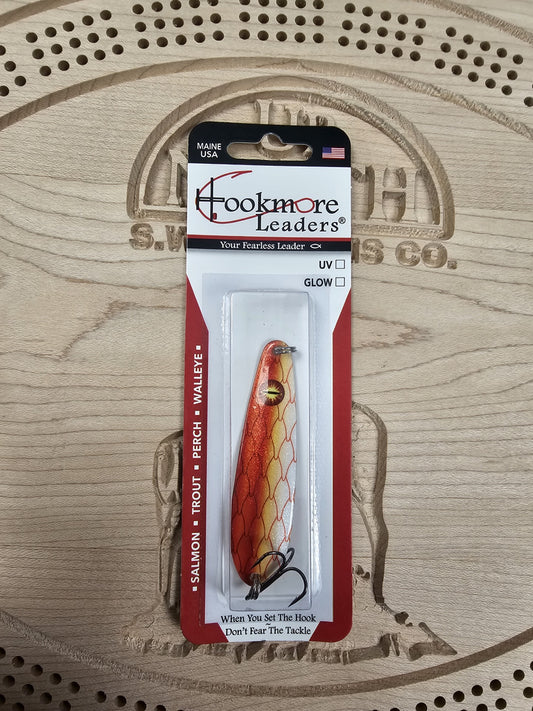 MAINE
USA
Hookmore
Leaders®
Your Fearless Leader
UV
GLOW
SALMON ▪ TROUT ▪ PERCH ▪ WALLEYE ▪
When You Set The Hook
~
Don't Fear The Tackle
CO.